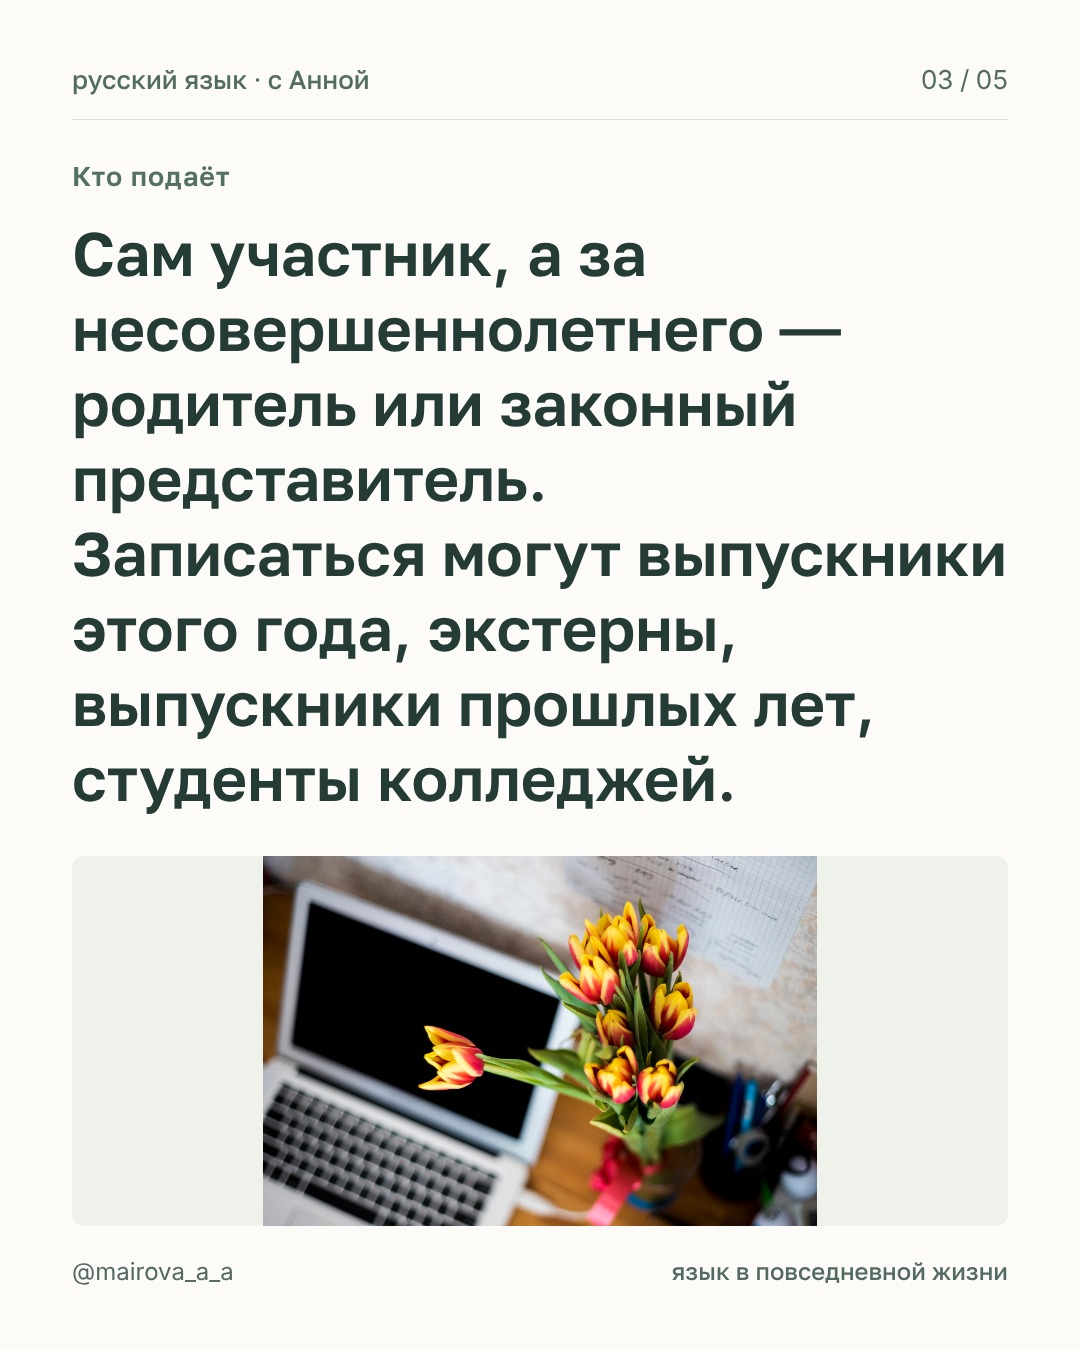 русский язык · с Анной
03 / 05
Кто подаёт
Сам участник, а за
несовершеннолетнего —
родитель или законный
представитель.
Записаться могут выпускники
этого года, экстерны,
выпускники прошлых лет,
студенты колледжей.
@mairova_a_a
язык в повседневной жизни